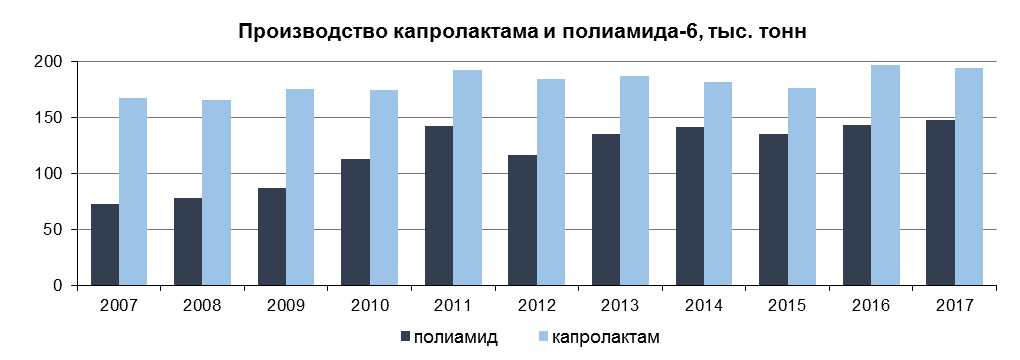 Производство капролактама и полиамида-6, тыс. тонн
200
150
100
50
0
2007 2008 2009 2010 2011 2012 2013 2014 2015 2016 2017
полиамид капролактам